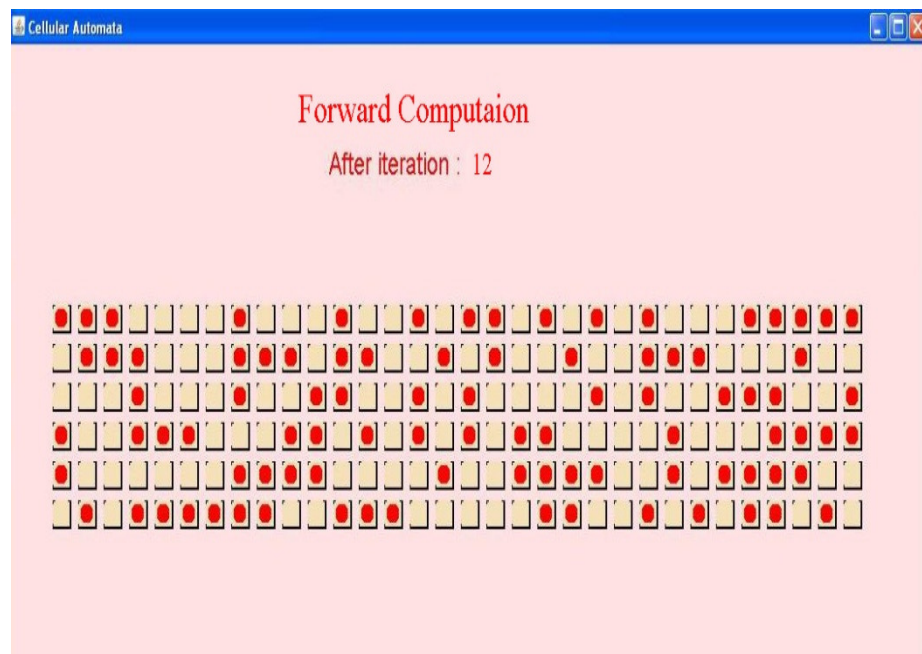 Cellular Automata
Forward Computaion
After iteration : 12